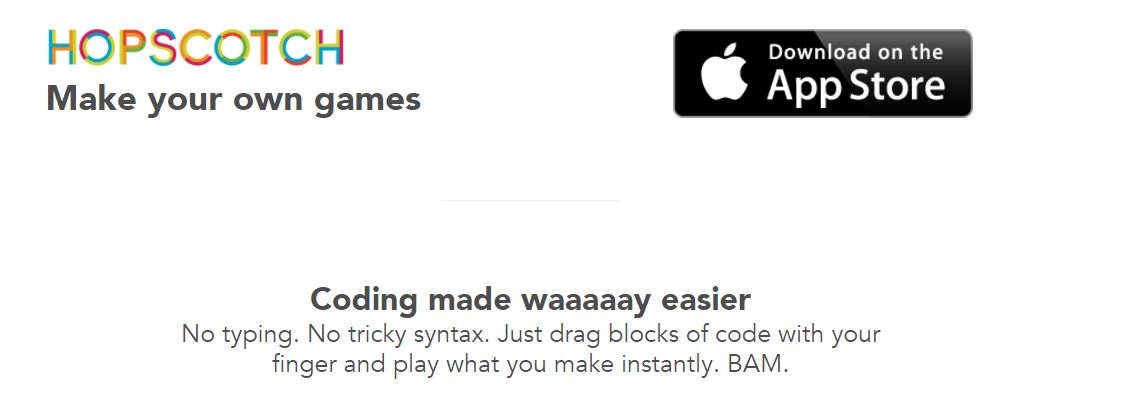 HOPSCOTCH
Make your own games
Download on the
App Store
Coding made waaaaay easier
No typing. No tricky syntax. Just drag blocks of code with your
finger and play what you make instantly. BAM.